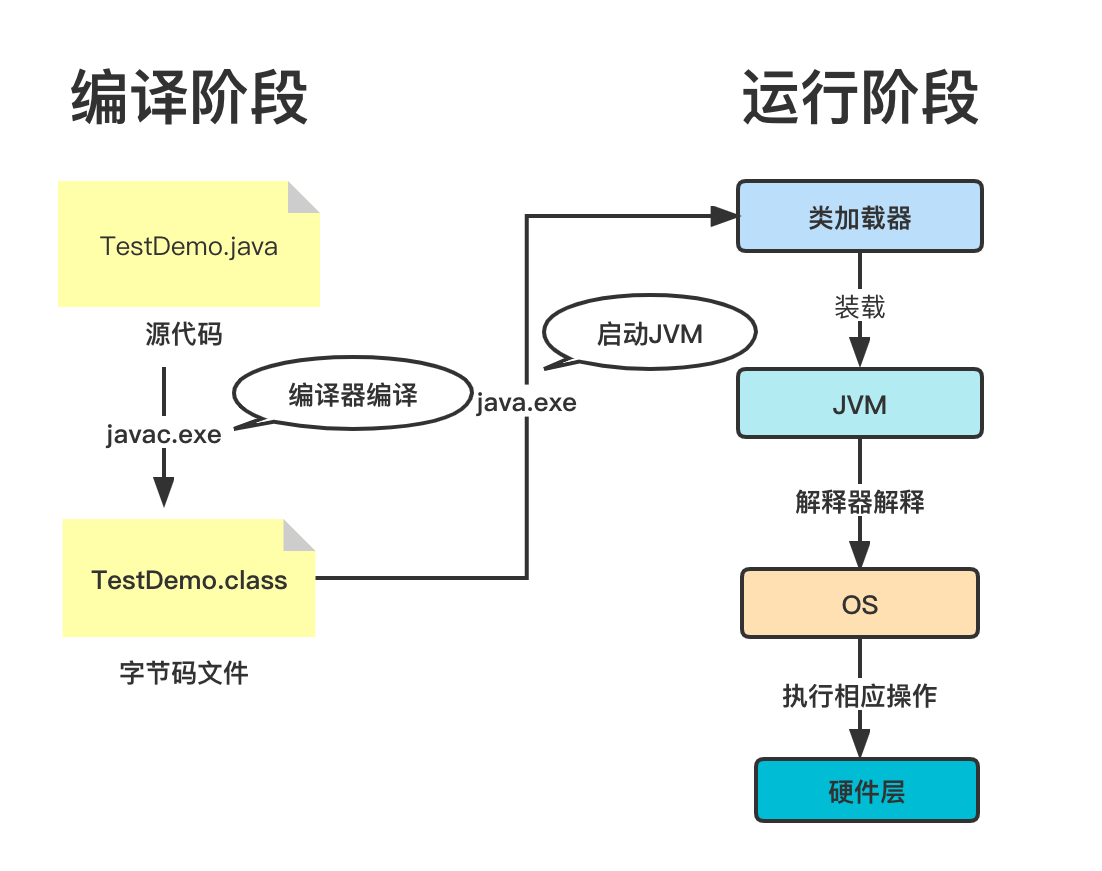 编译阶段
TestDemo.java
源代码
编译器编译
javac.exe
TestDemo.class
字节码文件
java.exe
启动JVM
运行阶段
类加载器
装载
JVM
解释器解释
OS
执行相应操作
硬件层